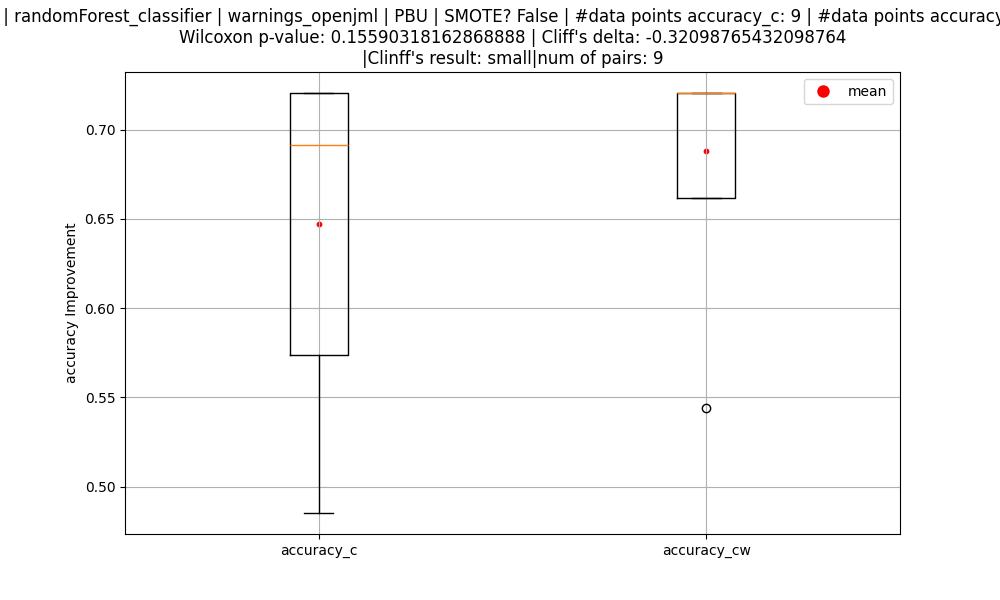 | randomForest_classifier | warnings_openjml | PBU | SMOTE? False | #data points accuracy_c: 9 | #data points accuracy
Wilcoxon p-value: 0.15590318162868888 | Cliff's delta: -0.32098765432098764
|Clinff's result: small|num of pairs: 9
mean
0.70
0.65
0.60
0.55
0.50
accuracy Improvement
accuracy_c
accuracy_cw